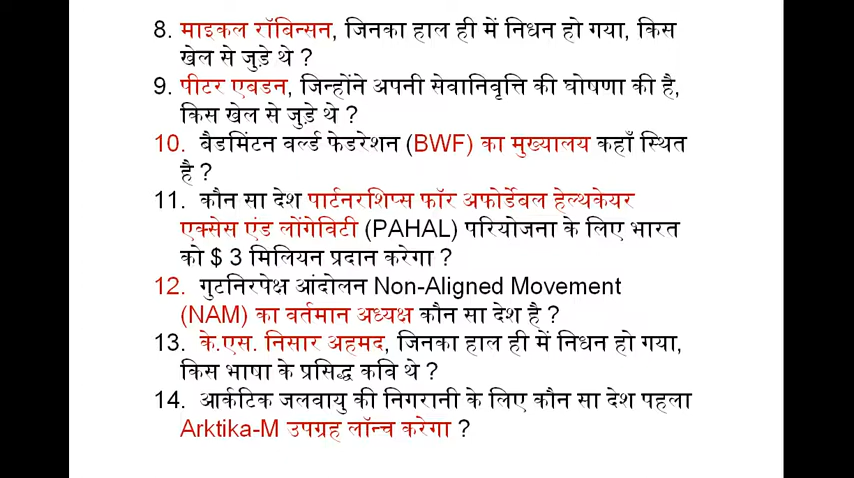 8. माइकल रॉबिन्सन, जिनका हाल ही में निधन हो गया, किस
खेल से जुड़े थे ?
9. पीटर एबडन, जिन्होंने अपनी सेवानिवृत्ति की घोषणा की है,
किस खेल से जुड़े थे ?
10. बैडमिंटन वर्ल्ड फेडरेशन (BWF) का मुख्यालय कहाँ स्थित
है ?
11. कौन सा देश पार्टनरशिप्स फॉर अफोर्डेबल हेल्थकेयर
एक्सेस एंड लोंगेविटी (PAHAL) परियोजना के लिए भारत
को $ 3 मिलियन प्रदान करेगा ?
12. गुटनिरपेक्ष आंदोलन Non-Aligned Movement
(NAM) का वर्तमान अध्यक्ष कौन सा देश है ?
13. के.एस. निसार अहमद, जिनका हाल ही में निधन हो गया,
किस भाषा के प्रसिद्ध कवि थे ?
14. आर्कटिक जलवायु की निगरानी के लिए कौन सा देश पहला
Arktika-M उपग्रह लॉन्च करेगा ?